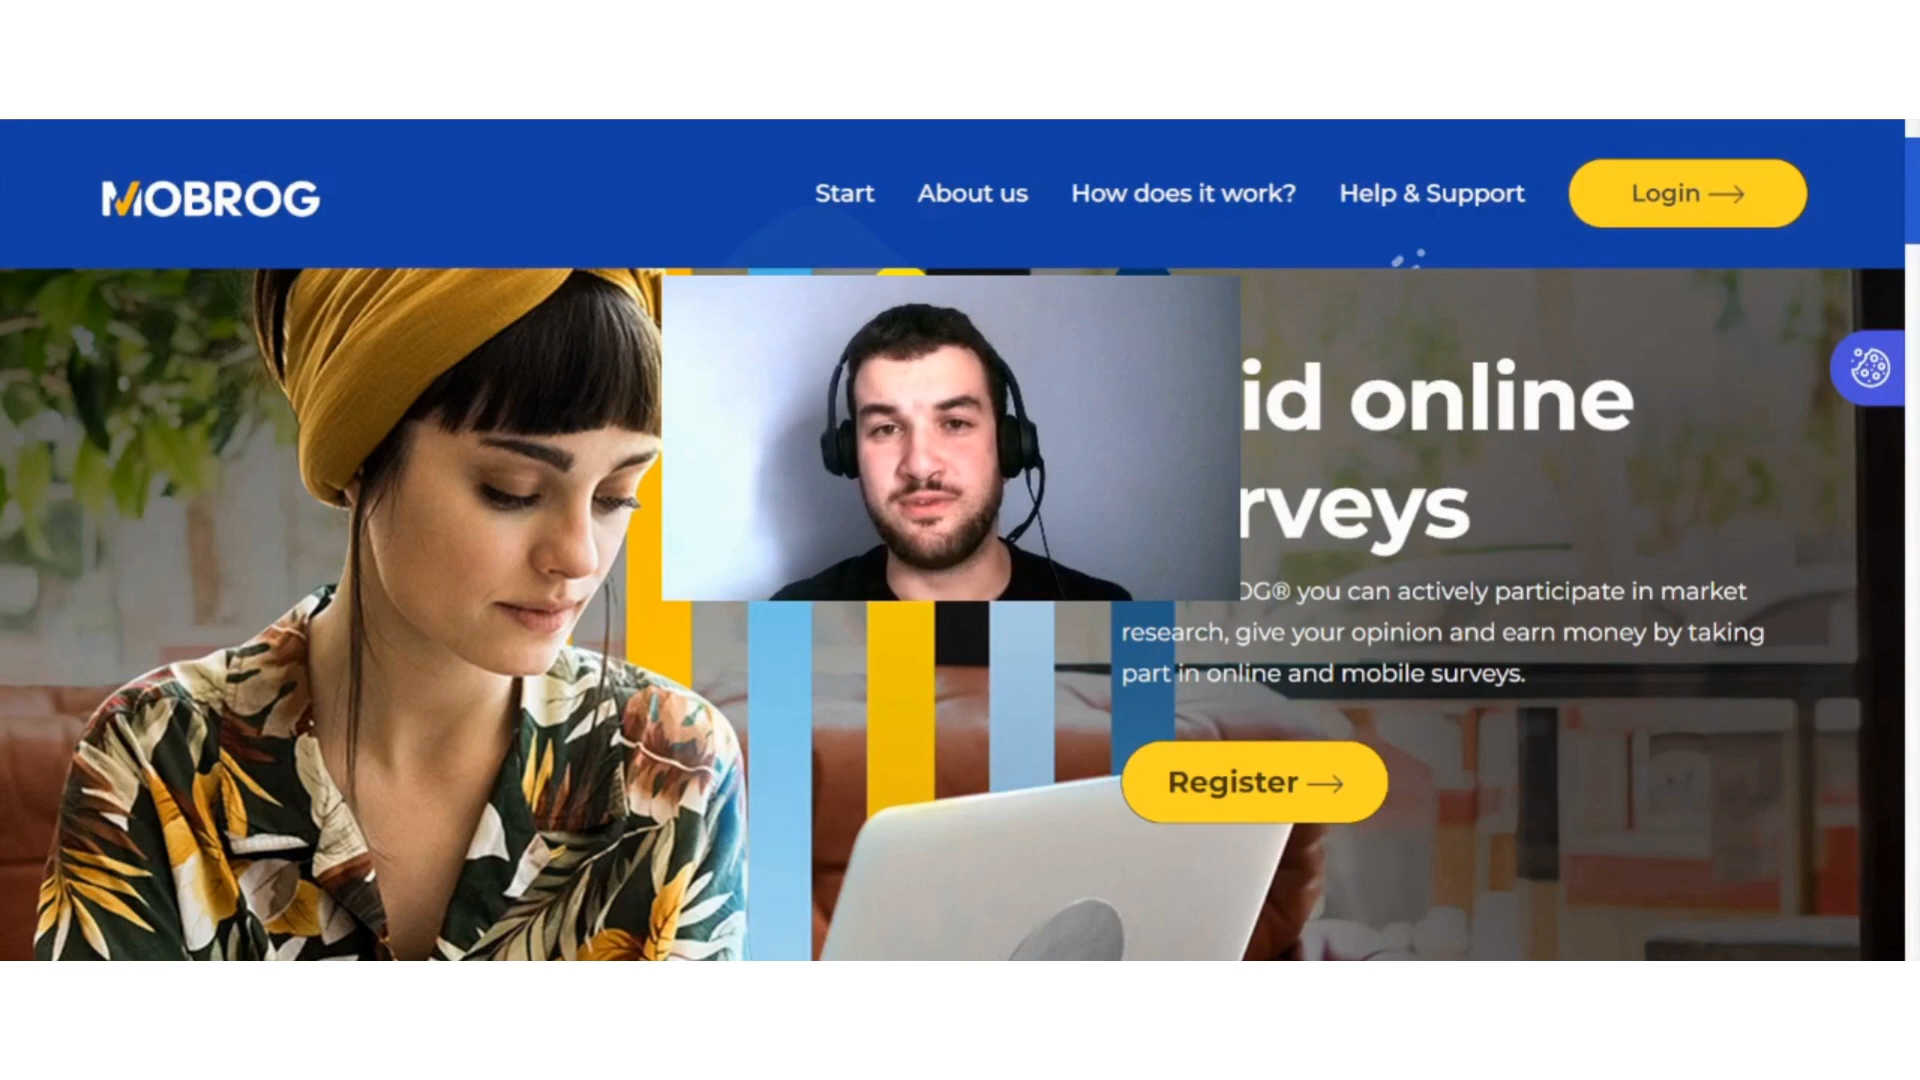 MOBROG
Start
About us
How does it work?
Help & Support
Login
id online
rveys
OG® you can actively participate in market
research, give your opinion and earn money by taking
part in online and mobile surveys.
Register